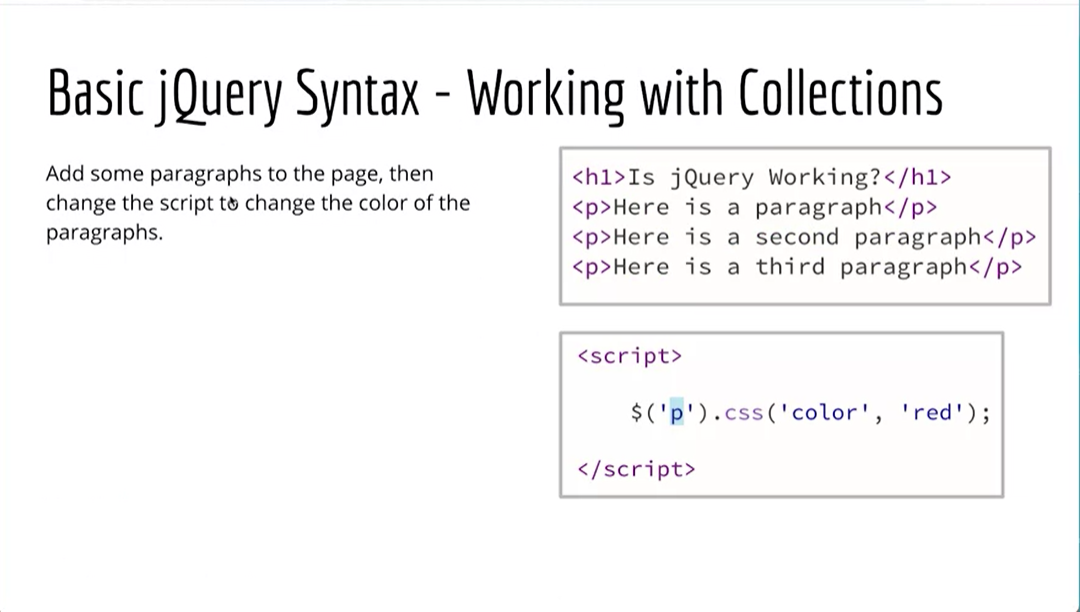 Basic jQuery Syntax - Working with Collections
Add some paragraphs to the page, then
change the script to change the color of the
paragraphs.
<h1>Is jQuery Working?</h1>
<p>Here is a paragraph</p>
<p>Here is a second paragraph</p>
<p>Here is a third paragraph</p>
<script>
$('p').css('color', 'red');
</script>